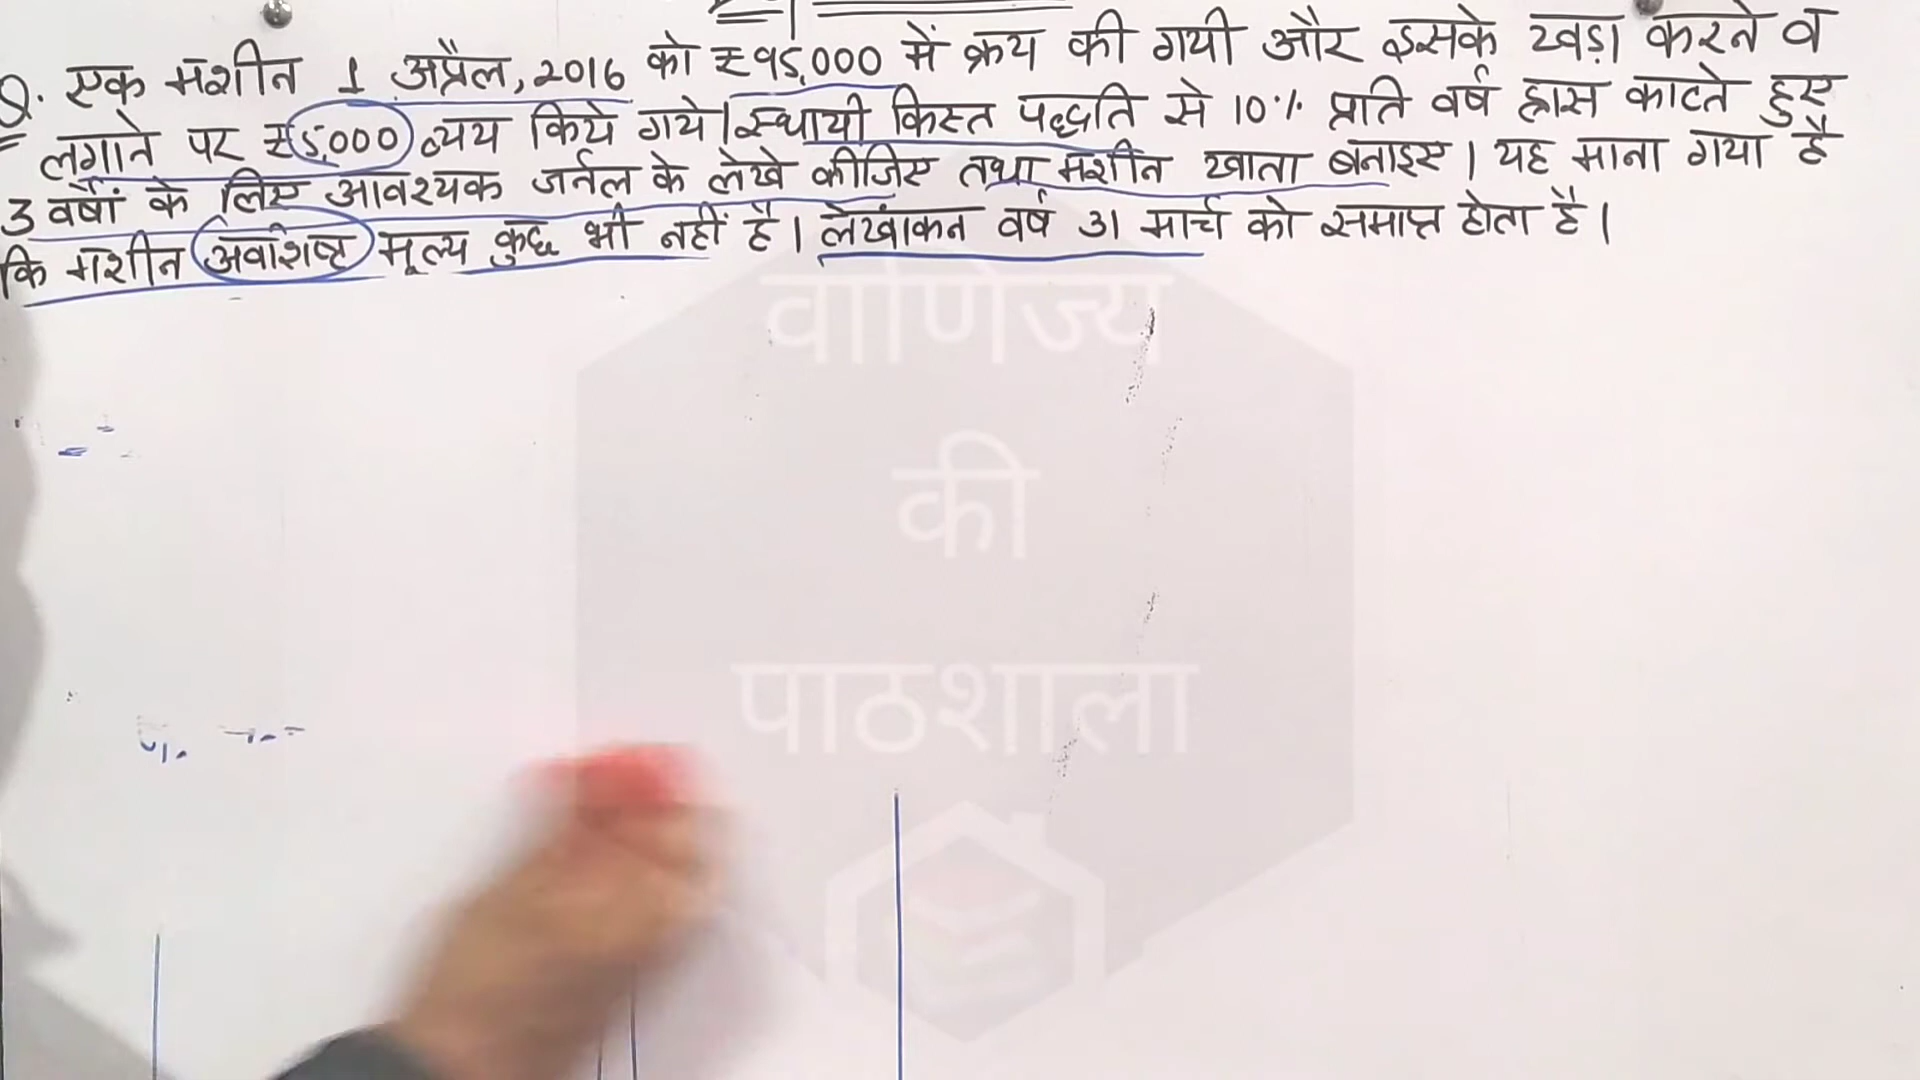 Q. एक मशीन 1 अप्रैल, 2016 को ₹95,000 में क्रय की गयी और इसके खड़ा करने व
लगाने पर ₹5,000 व्यय किये गये। स्थायी किस्त पद्धति से 10% प्रति वर्ष ह्रास काटते हुए
3 वर्षों के लिए आवश्यक जर्नल के लेखे कीजिए तथा मशीन खाता बनाइए। यह माना गया है
कि मशीन अवशिष्ट मूल्य कुछ भी नहीं है। लेखांकन वर्ष 31 मार्च को समाप्त होता है।
वाणिज्य
की
पाठशाला